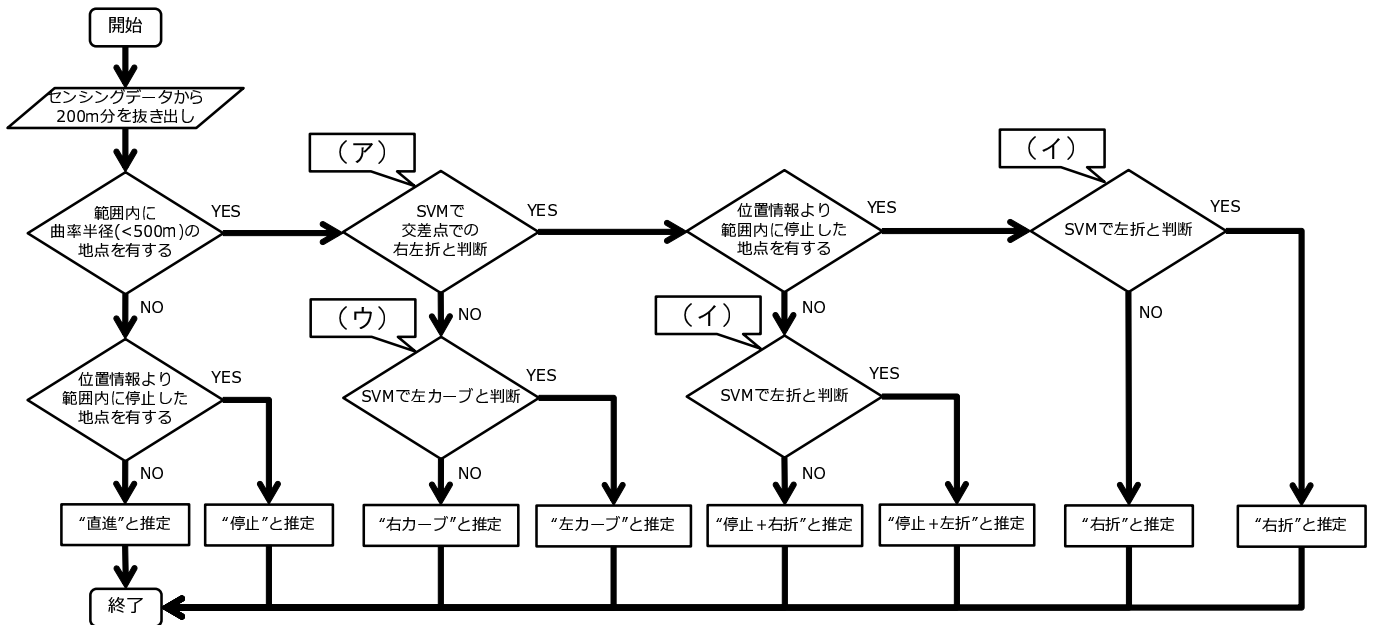 開始
センシングデータから
200m分を抜き出し
（ア）
（イ）
範囲内に
曲率半径(<500m)の
地点を有する
YES
SVMで
交差点での
右左折と判断
YES
位置情報より
範囲内に停止した
地点を有する
YES
SVMで左折と判断
YES
NO
NO
NO
NO
（ウ）
（イ）
位置情報より
範囲内に停止した
地点を有する
YES
SVMで左カーブと判断
YES
SVMで左折と判断
YES
NO
NO
NO
“直進”と推定
“停止”と推定
“右カーブ”と推定
“左カーブ”と推定
“停止+右折”と推定
“停止+左折”と推定
“右折”と推定
“右折”と推定
終了